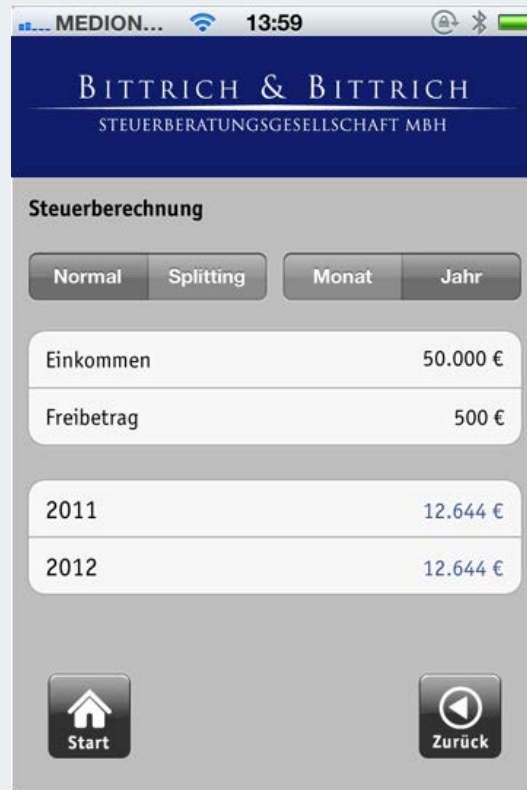 MEDION... 13:59
BITTRICH & BITTRICH
STEUERBERATUNGSGESELLSCHAFT MBH
Steuerberechnung
Normal Splitting Monat Jahr
Einkommen 50.000 €
Freibetrag 500 €
2011 12.644 €
2012 12.644 €
Start Zurück